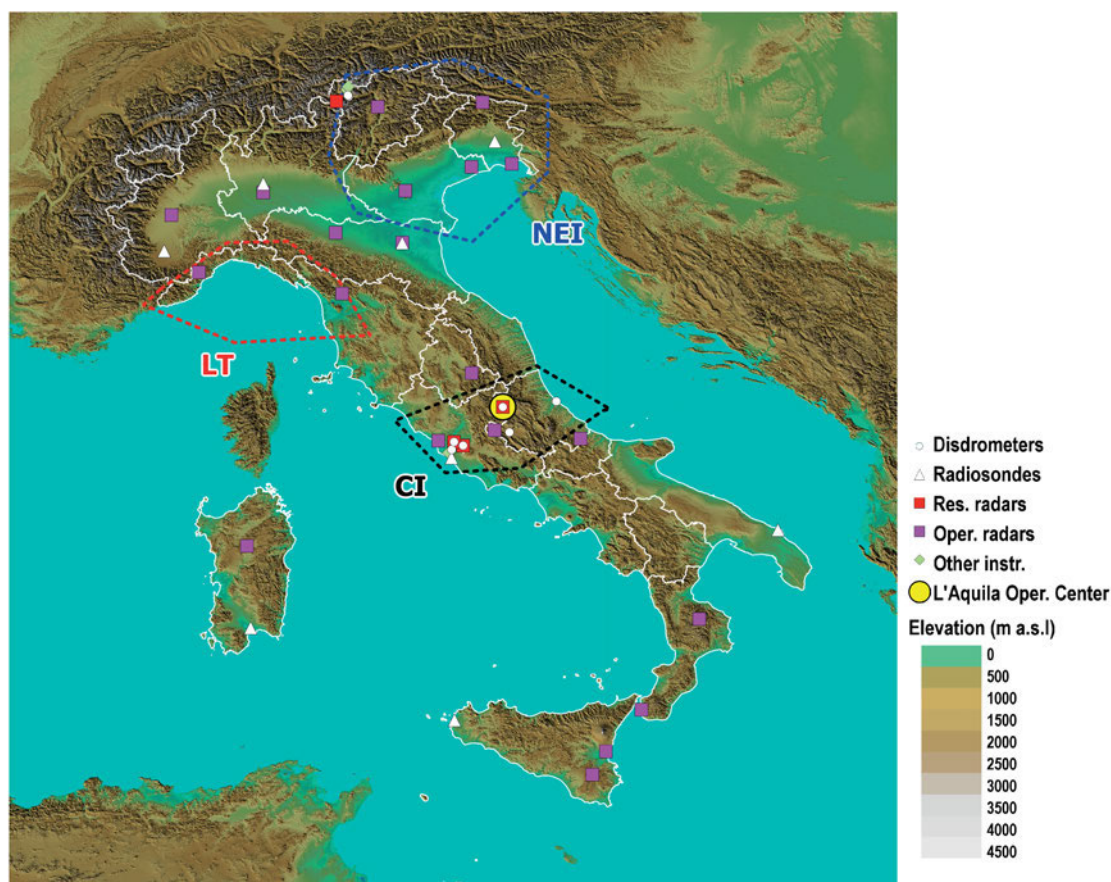 NEI
LT
CI
Disdrometers
Radiosondes
Res. radars
Oper. radars
Other instr.
L'Aquila Oper. Center
Elevation (m a.s.l)
0
500
1000
1500
2000
2500
3000
3500
4000
4500